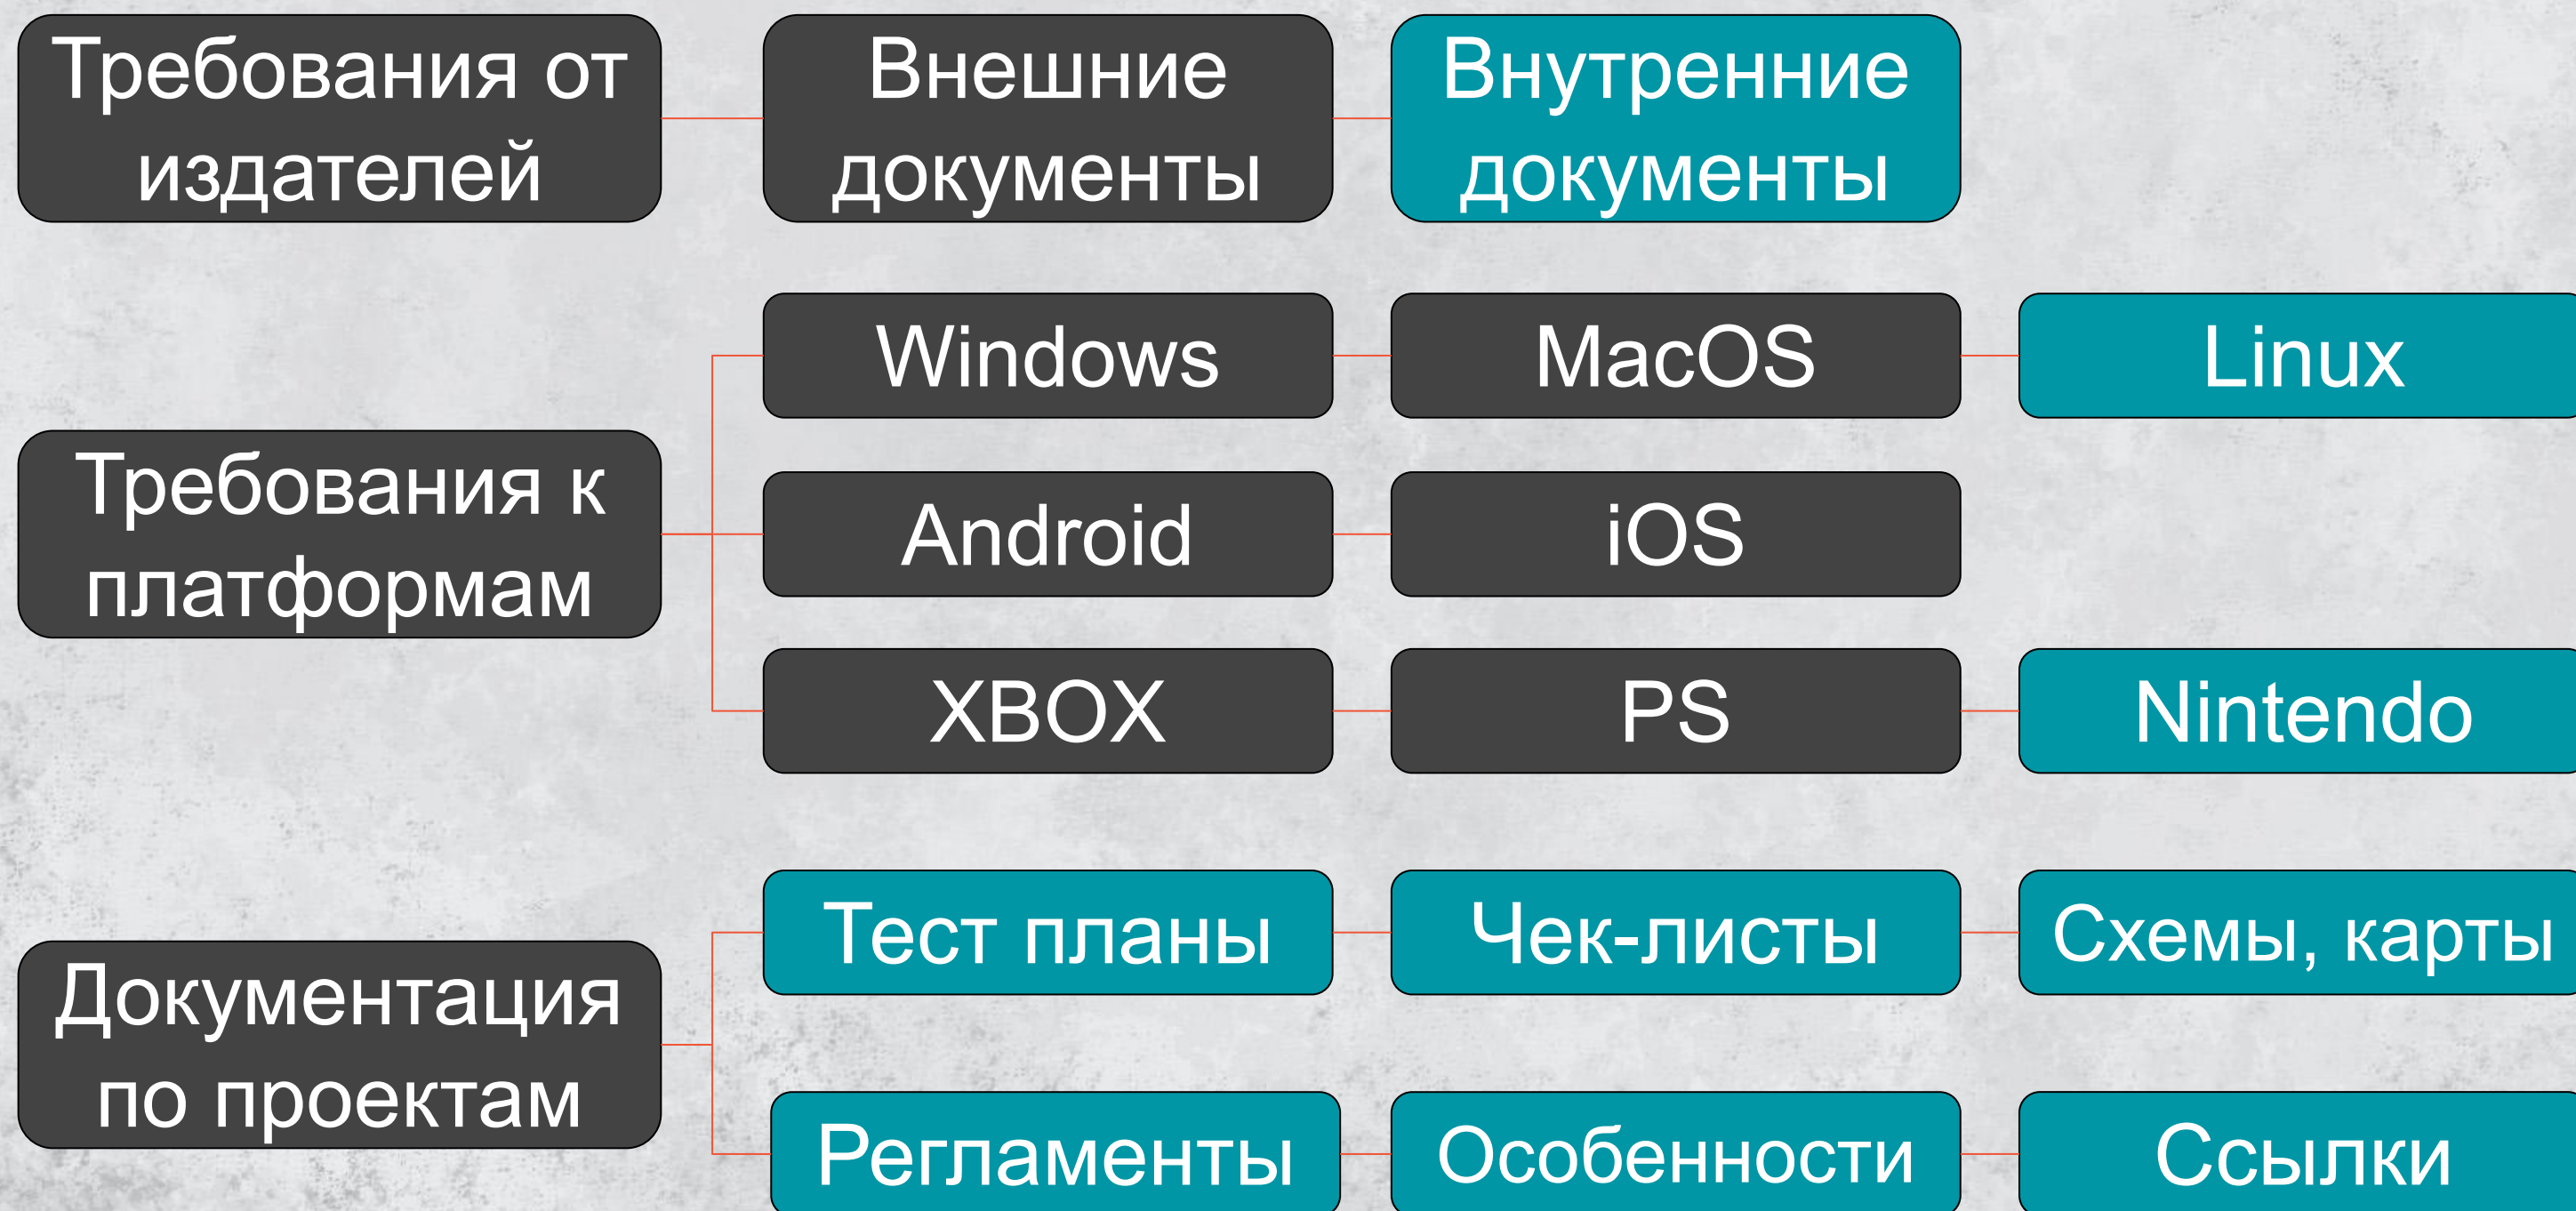 Требования от
издателей
Внешние
документы
Внутренние
документы
Windows
MacOS
Linux
Требования к
платформам
Android
iOS
XBOX
PS
Nintendo
Тест планы
Чек-листы
Схемы, карты
Документация
по проектам
Регламенты
Особенности
Ссылки